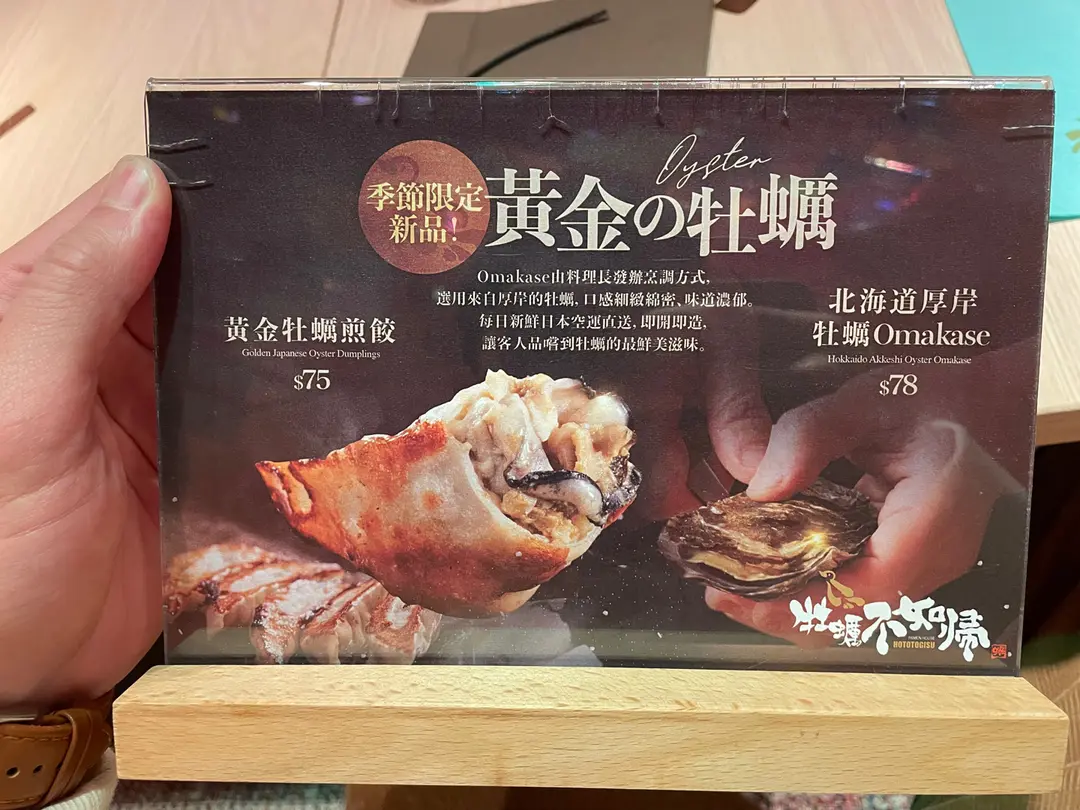 Oyster
季節限定
新品!
黃金の牡蠣
Omakase由料理長發辦烹調方式,
選用來自厚岸的牡蠣, 口感細緻綿密、味道濃郁。
每日新鮮日本空運直送, 即開即造,
讓客人品嚐到牡蠣的最鮮美滋味。
黃金牡蠣煎餃
Golden Japanese Oyster Dumplings
$75
北海道厚岸
牡蠣Omakase
Hokkaido Akkeshi Oyster Omakase
$78
牡蠣 不如帰
RAMEN HOUSE
HOTOTOGISU